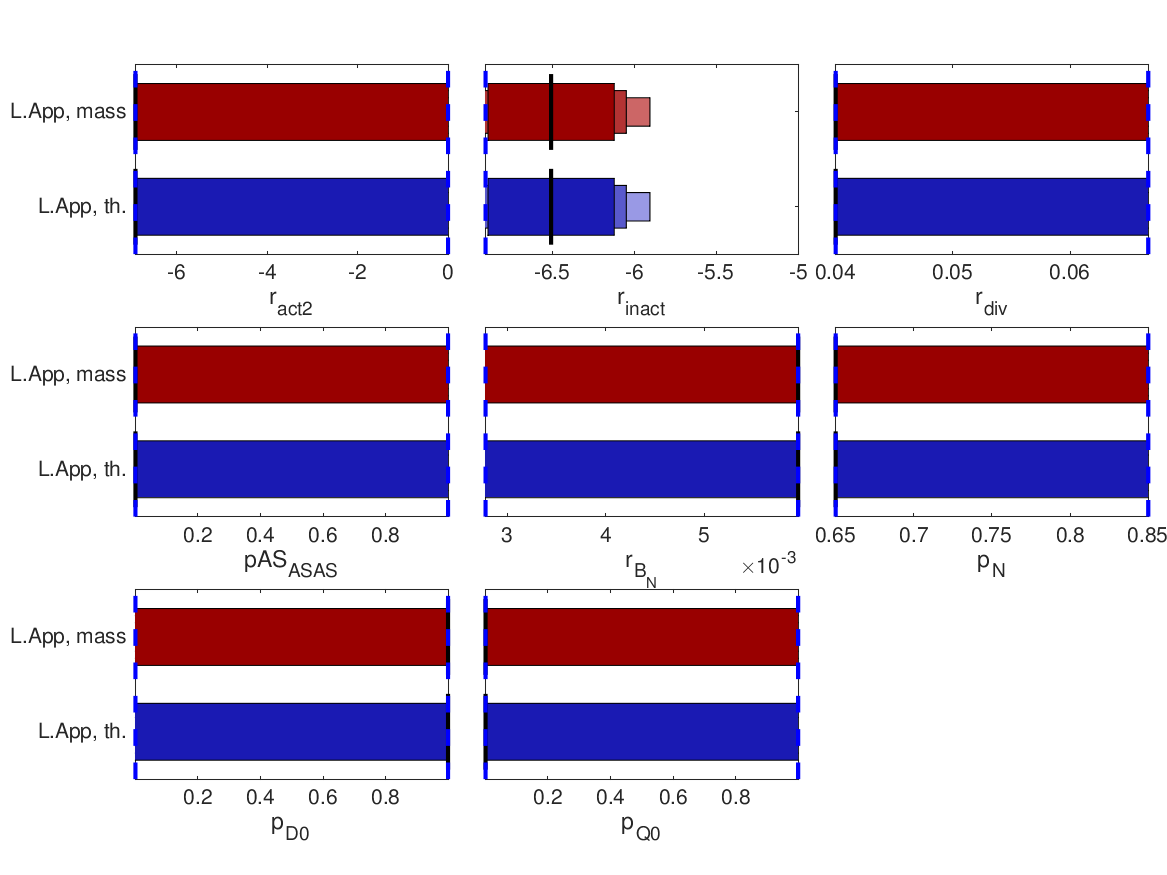 L.App, mass
L.App, th.
-6 -4 -2 0
r_act2
-6.5 -6 -5.5 -5
r_inact
0.04 0.05 0.06
r_div
L.App, mass
L.App, th.
0.2 0.4 0.6 0.8
pAS_ASAS
3 4 5
×10^-3
r_B_N
0.65 0.7 0.75 0.8 0.85
p_N
L.App, mass
L.App, th.
0.2 0.4 0.6 0.8
p_D0
0.2 0.4 0.6 0.8
p_Q0